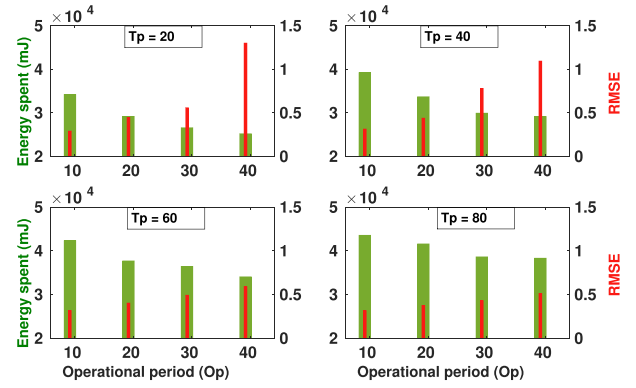 × 10 4
× 10 4
Tp = 20
Tp = 40
5 1.5 5 1.5
4 1 4 1
3 0.5 3 0.5
2 0 2 0
10 20 30 40 10 20 30 40
Energy spent (mJ)
RMSE
× 10 4
× 10 4
Tp = 60
Tp = 80
5 1.5 5 1.5
4 1 4 1
3 0.5 3 0.5
2 0 2 0
10 20 30 40 10 20 30 40
Energy spent (mJ)
RMSE
Operational period (Op) Operational period (Op)